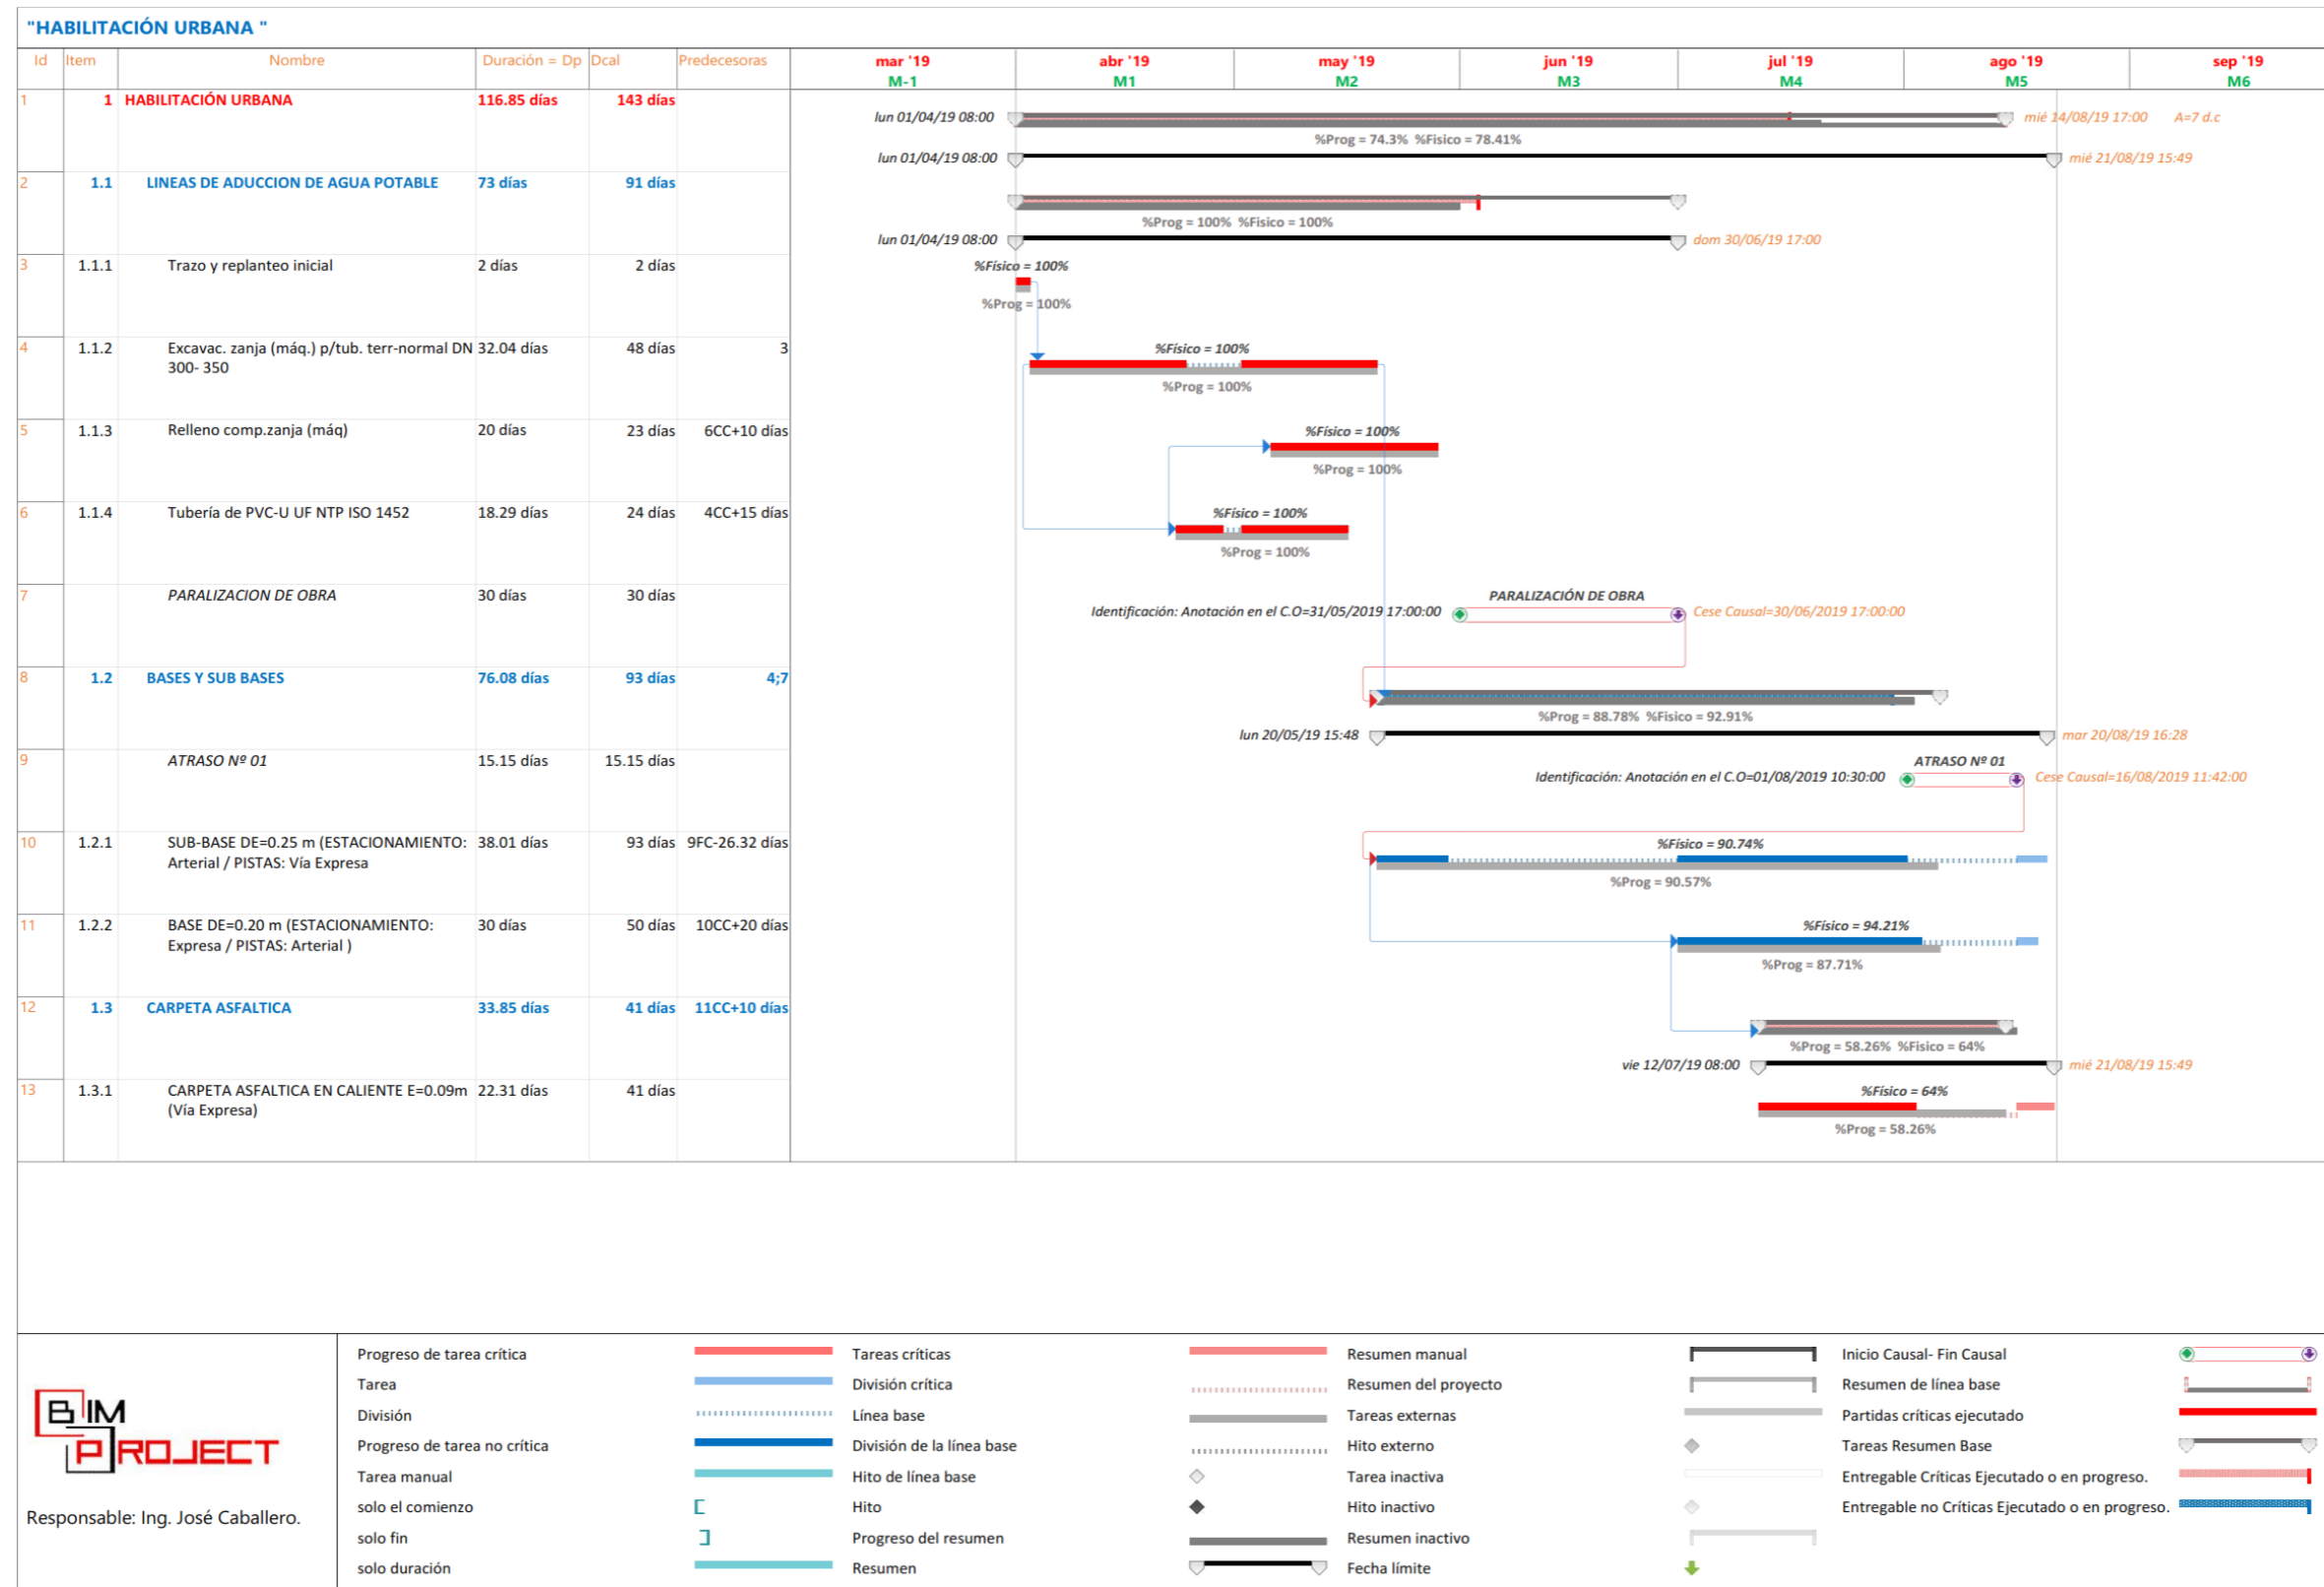 "HABILITACIÓN URBANA "
Id Item Nombre Duración = Dp Dcal Predecesoras mar '19 abr '19 may '19 jun '19 jul '19 ago '19 sep '19
M-1 M1 M2 M3 M4 M5 M6
1 1 HABILITACIÓN URBANA 116.85 días 143 días
lun 01/04/19 08:00 mié 14/08/19 17:00 A=7 d.c
%Prog = 74.3% %Fisico = 78.41%
lun 01/04/19 08:00 mié 21/08/19 15:49
2 1.1 LINEAS DE ADUCCION DE AGUA POTABLE 73 días 91 días
%Prog = 100% %Fisico = 100%
lun 01/04/19 08:00 dom 30/06/19 17:00
3 1.1.1 Trazo y replanteo inicial 2 días 2 días %Físico = 100%
%Prog = 100%
4 1.1.2 Excavac. zanja (máq.) p/tub. terr-normal DN 32.04 días 48 días 3 %Físico = 100%
300- 350
%Prog = 100%
5 1.1.3 Relleno comp.zanja (máq) 20 días 23 días 6CC+10 días %Físico = 100%
%Prog = 100%
6 1.1.4 Tubería de PVC-U UF NTP ISO 1452 18.29 días 24 días 4CC+15 días %Físico = 100%
%Prog = 100%
7 PARALIZACION DE OBRA 30 días 30 días PARALIZACIÓN DE OBRA
Identificación: Anotación en el C.O=31/05/2019 17:00:00 Cese Causal=30/06/2019 17:00:00
8 1.2 BASES Y SUB BASES 76.08 días 93 días 4;7
%Prog = 88.78% %Fisico = 92.91%
lun 20/05/19 15:48 mar 20/08/19 16:28
9 ATRASO Nº 01 15.15 días 15.15 días ATRASO Nº 01
Identificación: Anotación en el C.O=01/08/2019 10:30:00 Cese Causal=16/08/2019 11:42:00
10 1.2.1 SUB-BASE DE=0.25 m (ESTACIONAMIENTO: 38.01 días 93 días 9FC-26.32 días %Físico = 90.74%
Arterial / PISTAS: Vía Expresa
%Prog = 90.57%
11 1.2.2 BASE DE=0.20 m (ESTACIONAMIENTO: 30 días 50 días 10CC+20 días %Físico = 94.21%
Expresa / PISTAS: Arterial )
%Prog = 87.71%
12 1.3 CARPETA ASFALTICA 33.85 días 41 días 11CC+10 días
%Prog = 58.26% %Fisico = 64%
vie 12/07/19 08:00 mié 21/08/19 15:49
13 1.3.1 CARPETA ASFALTICA EN CALIENTE E=0.09m 22.31 días 41 días %Físico = 64%
(Vía Expresa)
%Prog = 58.26%
BIM
PROJECT
Responsable: Ing. José Caballero.
Progreso de tarea crítica
Tarea
División
Progreso de tarea no crítica
Tarea manual
solo el comienzo
solo fin
solo duración
Tareas críticas
División crítica
Línea base
División de la línea base
Hito de línea base
Hito
Progreso del resumen
Resumen
Resumen manual
Resumen del proyecto
Tareas externas
Hito externo
Tarea inactiva
Hito inactivo
Resumen inactivo
Fecha límite
Inicio Causal- Fin Causal
Resumen de línea base
Partidas críticas ejecutado
Tareas Resumen Base
Entregable Críticas Ejecutado o en progreso.
Entregable no Críticas Ejecutado o en progreso.